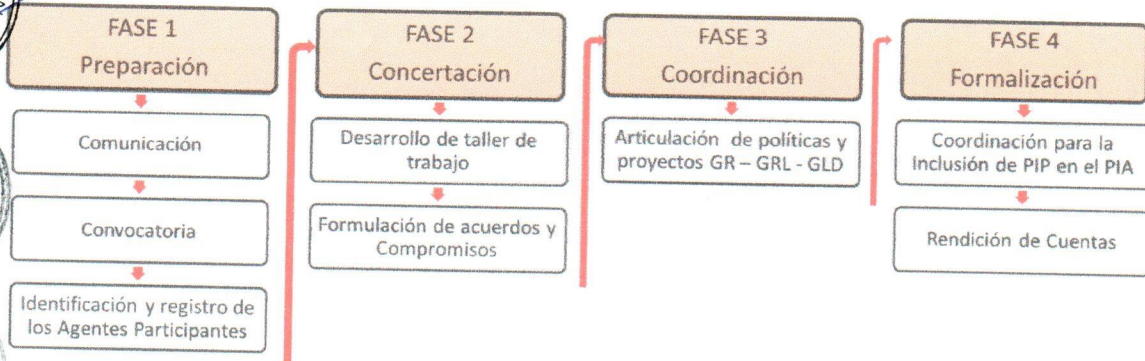 FASE 1
Preparación
Comunicación
Convocatoria
Identificación y registro de
los Agentes Participantes
FASE 2
Concertación
Desarrollo de taller de
trabajo
Formulación de acuerdos y
Compromisos
FASE 3
Coordinación
Articulación de políticas y
proyectos GR – GRL - GLD
FASE 4
Formalización
Coordinación para la
Inclusión de PIP en el PIA
Rendición de Cuentas